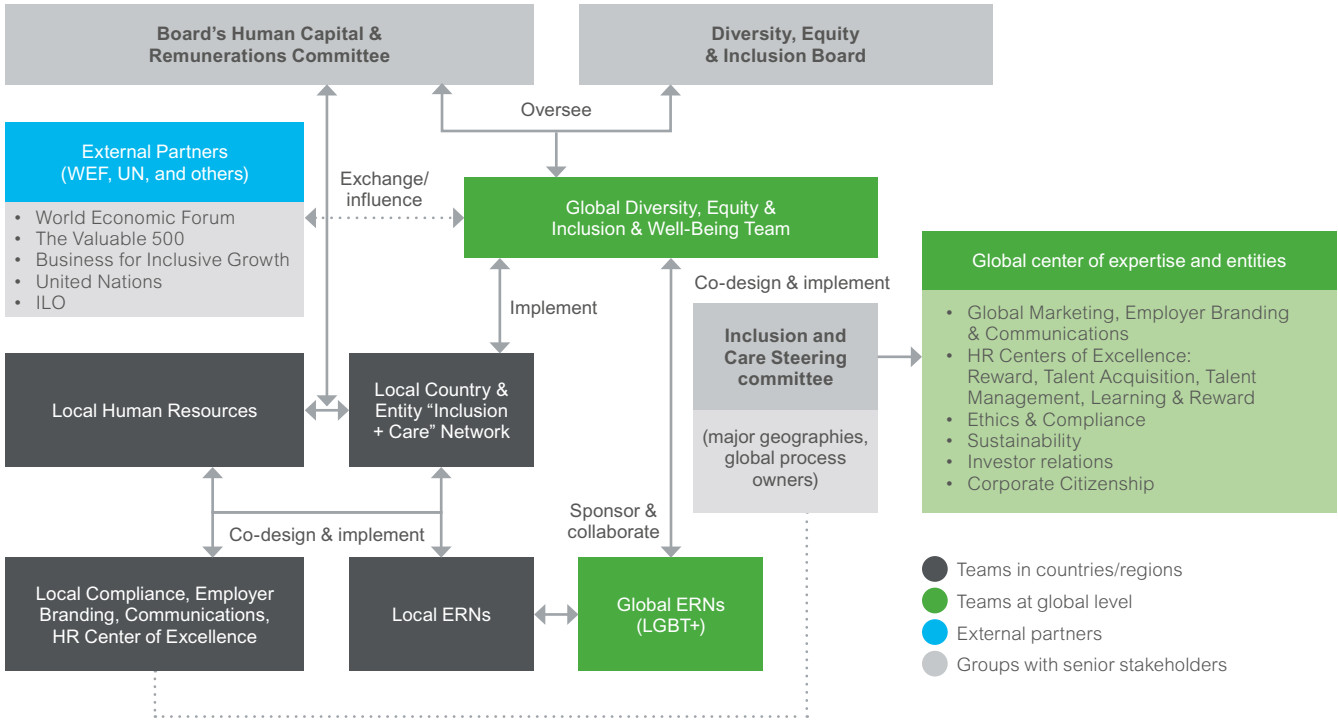 Board's Human Capital &
Remunerations Committee
Diversity, Equity
& Inclusion Board
Oversee
External Partners
(WEF, UN, and others)
• World Economic Forum
• The Valuable 500
• Business for Inclusive Growth
• United Nations
• ILO
Exchange/
influence
Global Diversity, Equity &
Inclusion & Well-Being Team
Implement
Co-design & implement
Inclusion and
Care Steering
committee
(major geographies,
global process
owners)
Global center of expertise and entities
• Global Marketing, Employer Branding
& Communications
• HR Centers of Excellence:
Reward, Talent Acquisition, Talent
Management, Learning & Reward
• Ethics & Compliance
• Sustainability
• Investor relations
• Corporate Citizenship
Local Human Resources
Local Country &
Entity “Inclusion
+ Care” Network
Co-design & implement
Sponsor &
collaborate
Local Compliance, Employer
Branding, Communications,
HR Center of Excellence
Local ERNs
Global ERNs
(LGBT+)
Teams in countries/regions
Teams at global level
External partners
Groups with senior stakeholders